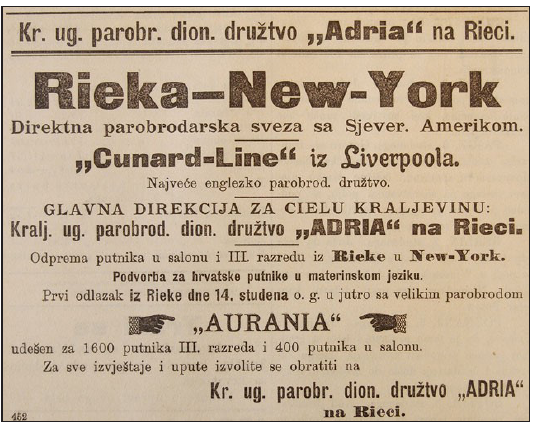 Kr. ug. parobr. dion. družtvo „Adria“ na Rieci.
Rieka—New-York
Direktna parobrodarska sveza sa Sjever. Amerikom.
„Cunard-Line“ iz Liverpoola.
Najveće englezko parobrod. družtvo.
GLAVNA DIREKCIJA ZA CIELU KRALJEVINU:
Kralj. ug. parobrod. dion. družtvo „ADRIA“ na Rieci.
Odprema putnika u salonu i III. razredu iz Rieke u New-York.
Podvorba za hrvatske putnike u materinskom jeziku.
Prvi odlazak iz Rieke dne 14. studena o. g. u jutro sa velikim parobrodom
„AURANIA“
udešen za 1600 putnika III. razreda i 400 putnika u salonu.
Za sve izvještaje i upute izvolite se obratiti na
Kr. ug. parobr. dion. družtvo „ADRIA“
na Rieci.
452